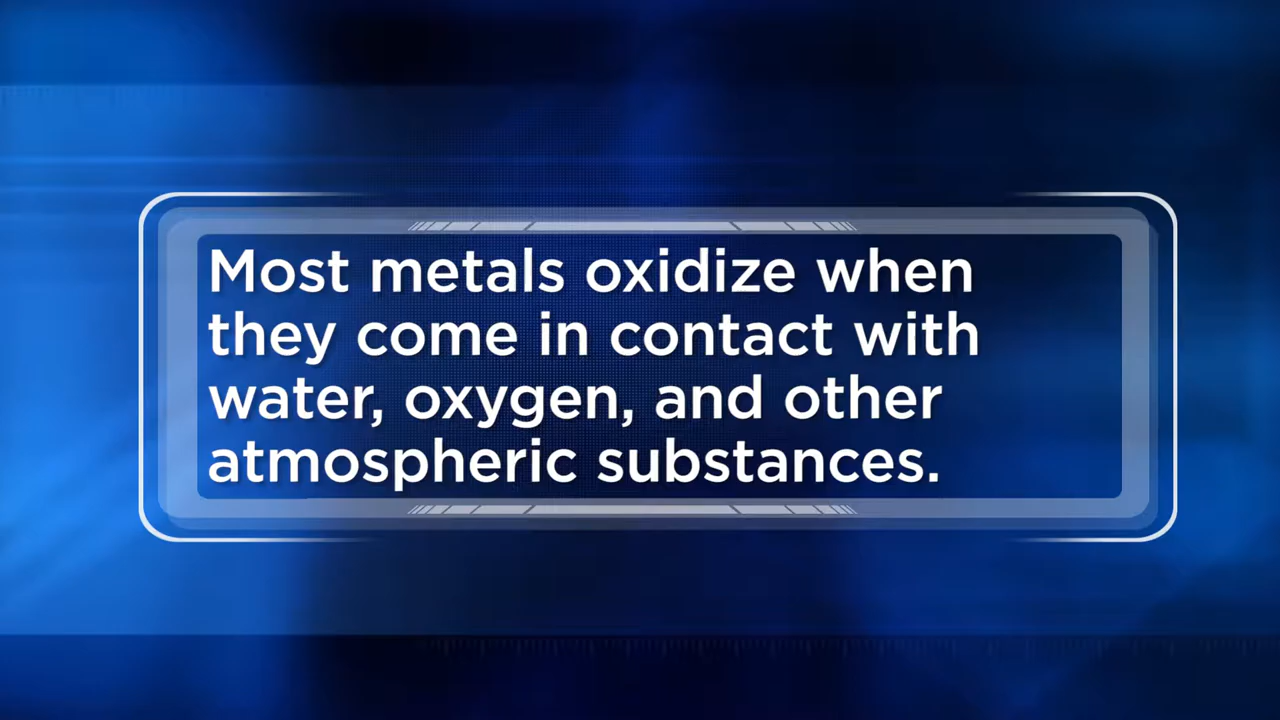 Most metals oxidize when
they come in contact with
water, oxygen, and other
atmospheric substances.